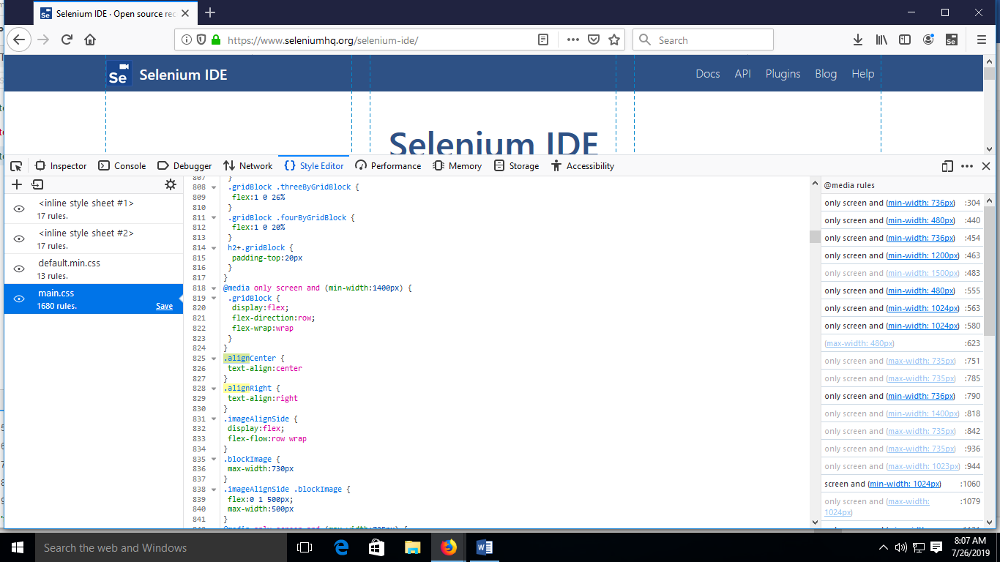 Selenium IDE · Open source rec
https://www.seleniumhq.org/selenium-ide/
Search
Se Selenium IDE
Docs API Plugins Blog Help
Selenium IDE
Inspector Console Debugger Network Style Editor Performance Memory Storage Accessibility
<inline style sheet #1>
17 rules.
<inline style sheet #2>
17 rules.
default.min.css
13 rules.
main.css
1680 rules. Save
807 }
808 .gridBlock .threeByGridBlock {
809 flex:1 0 26%
810 }
811 .gridBlock .fourByGridBlock {
812 flex:1 0 20%
813 }
814 h2+.gridBlock {
815 padding-top:20px
816 }
817 }
818 @media only screen and (min-width:1400px) {
819 .gridBlock {
820 display:flex;
821 flex-direction:row;
822 flex-wrap:wrap
823 }
824 }
825 .alignCenter {
826 text-align:center
827 }
828 .alignRight {
829 text-align:right
830 }
831 .imageAlignSide {
832 display:flex;
833 flex-flow:row wrap
834 }
835 .blockImage {
836 max-width:730px
837 }
838 .imageAlignSide .blockImage {
839 flex:0 1 500px;
840 max-width:500px
841 }
@media only screen and (max-width:735px) {
@media rules
only screen and (min-width: 736px) :304
only screen and (min-width: 480px) :440
only screen and (min-width: 736px) :454
only screen and (min-width: 1200px) :463
only screen and (min-width: 1500px) :483
only screen and (min-width: 480px) :555
only screen and (min-width: 1024px) :563
only screen and (min-width: 1024px) :580
(max-width: 480px) :623
only screen and (max-width: 735px) :751
only screen and (max-width: 735px) :785
only screen and (min-width: 736px) :790
only screen and (min-width: 1400px) :818
only screen and (max-width: 735px) :842
only screen and (max-width: 735px) :936
only screen and (max-width: 1023px) :944
screen and (min-width: 1024px) :1060
only screen and (max-width: :1079
1024px)
Search the web and Windows
8:07 AM
7/26/2019